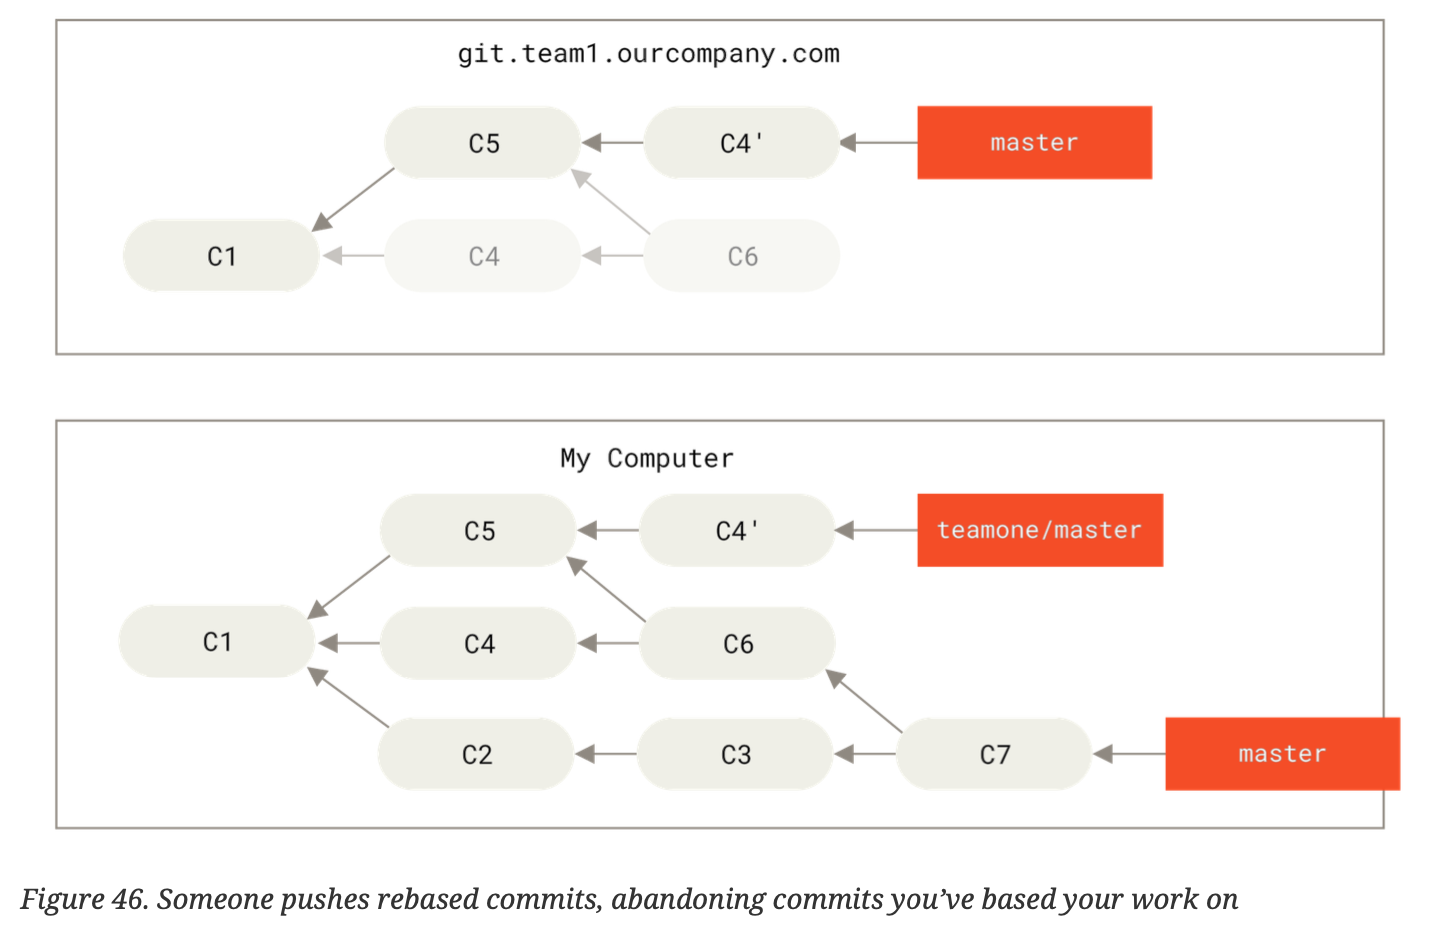 git.team1.ourcompany.com
C5 C4' master
C1 C4 C6
My Computer
C5 C4' teamone/master
C1 C4 C6
C2 C3 C7 master
Figure 46. Someone pushes rebased commits, abandoning commits you’ve based your work on